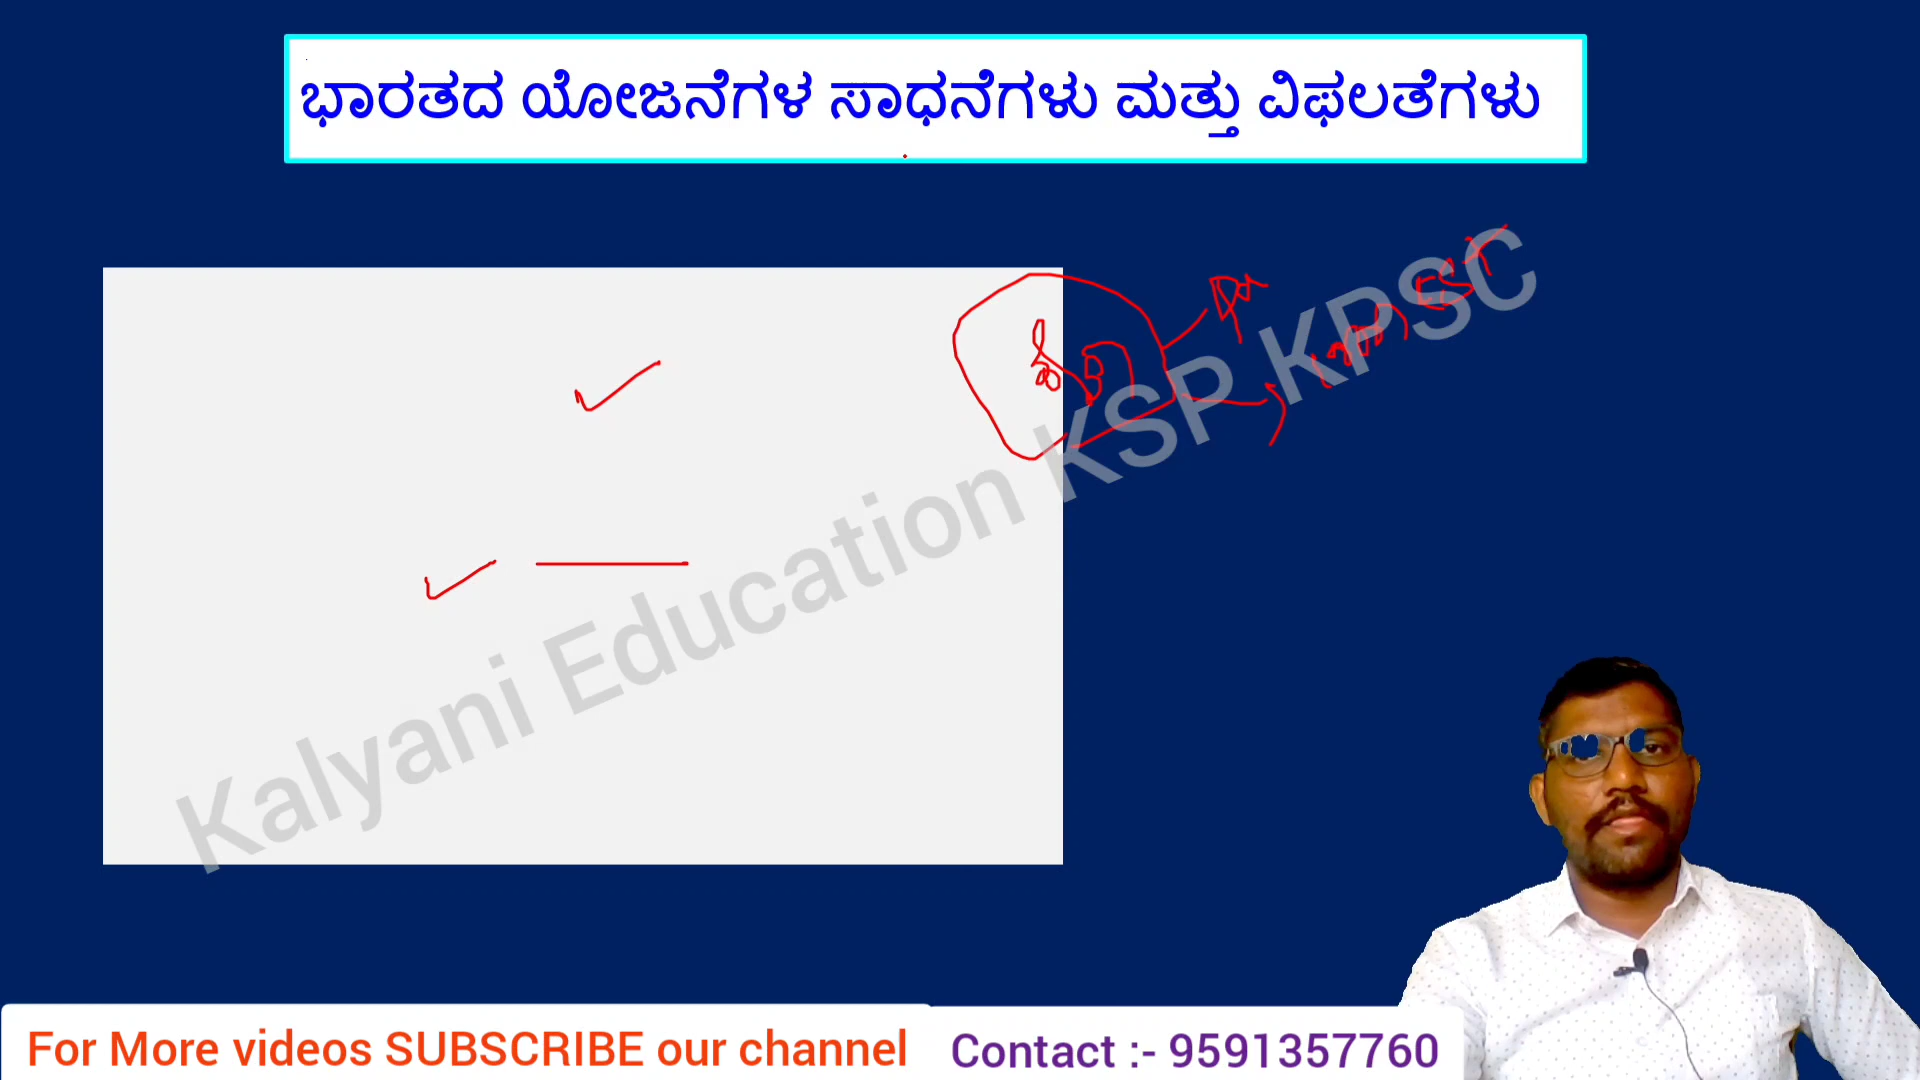 ಭಾರತದ ಯೋಜನೆಗಳ ಸಾಧನೆಗಳು ಮತ್ತು ವಿಫಲತೆಗಳು
Kalyani Education KSP KPSC
For More videos SUBSCRIBE our channel
Contact :- 9591357760